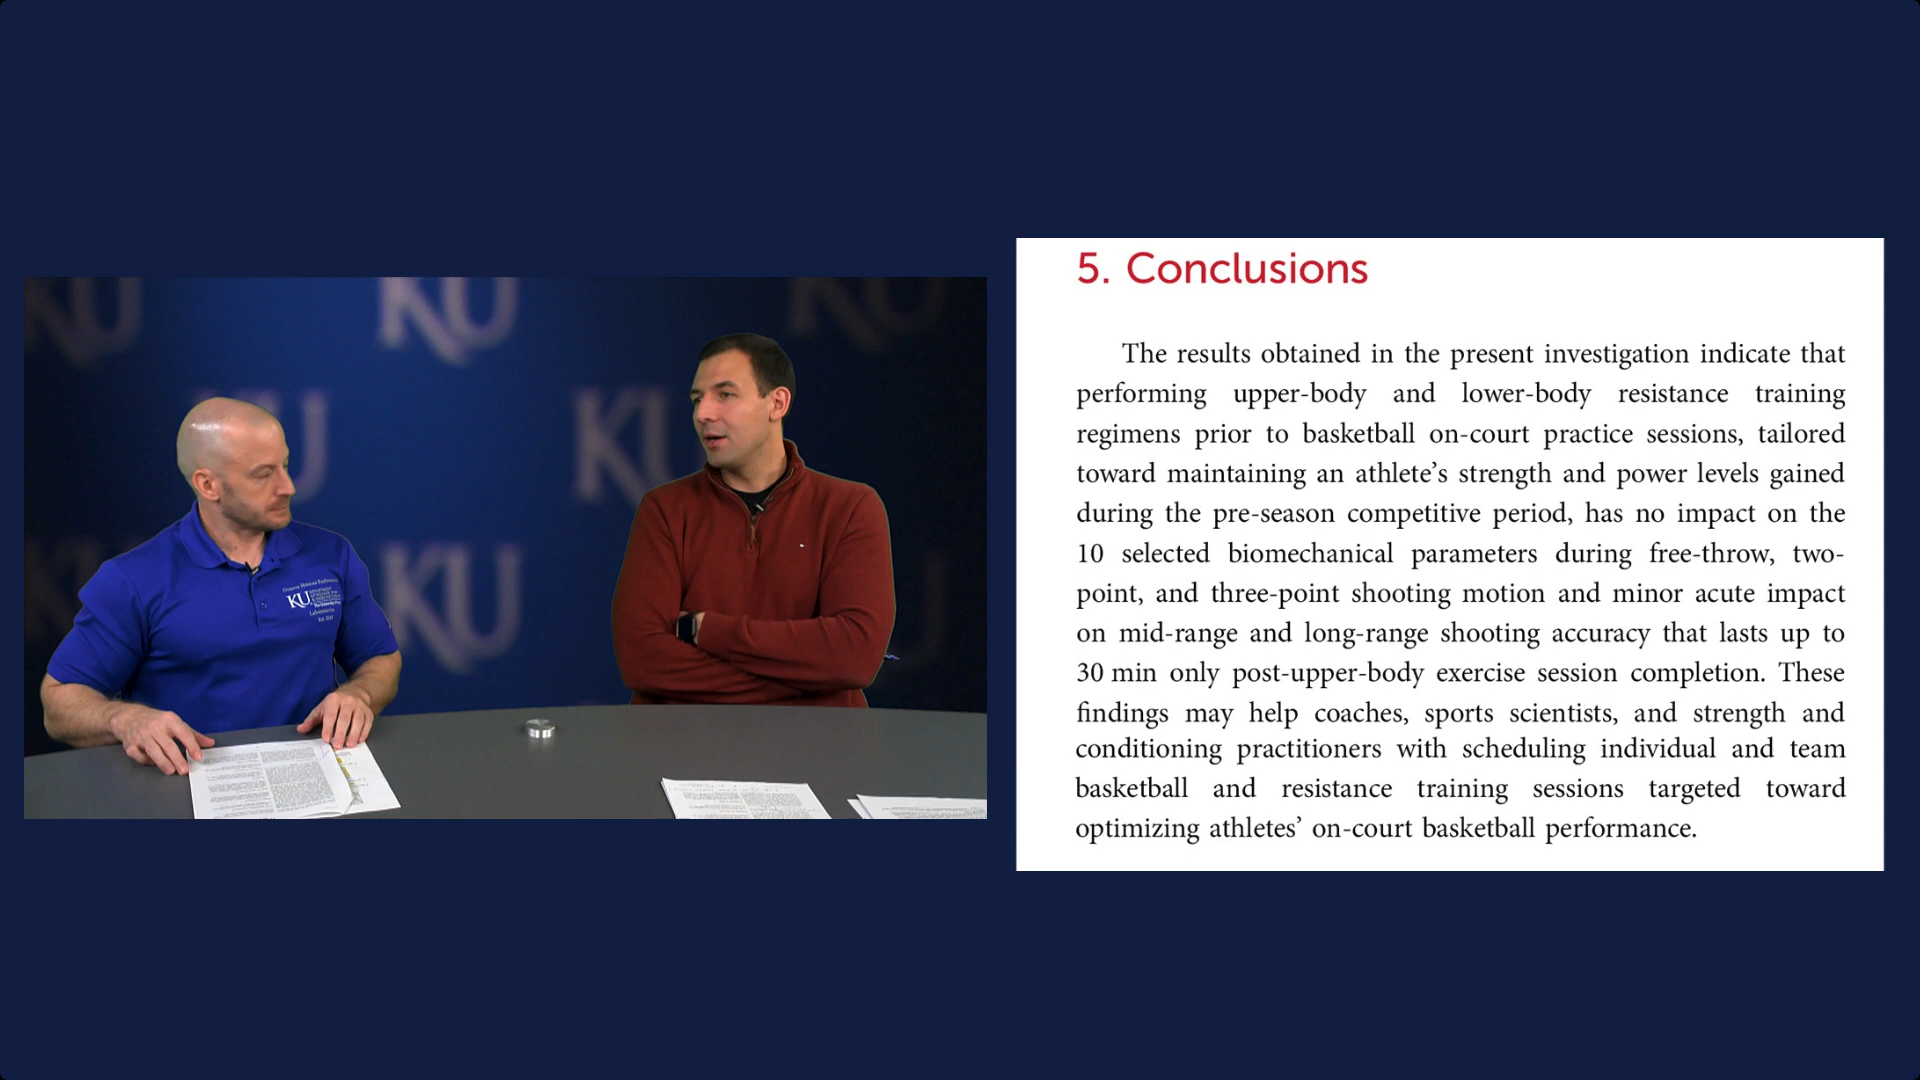 KU
KU
KU
KU
KU
KU
KU
5. Conclusions
The results obtained in the present investigation indicate that
performing upper-body and lower-body resistance training
regimens prior to basketball on-court practice sessions, tailored
toward maintaining an athlete’s strength and power levels gained
during the pre-season competitive period, has no impact on the
10 selected biomechanical parameters during free-throw, two-
point, and three-point shooting motion and minor acute impact
on mid-range and long-range shooting accuracy that lasts up to
30 min only post-upper-body exercise session completion. These
findings may help coaches, sports scientists, and strength and
conditioning practitioners with scheduling individual and team
basketball and resistance training sessions targeted toward
optimizing athletes’ on-court basketball performance.